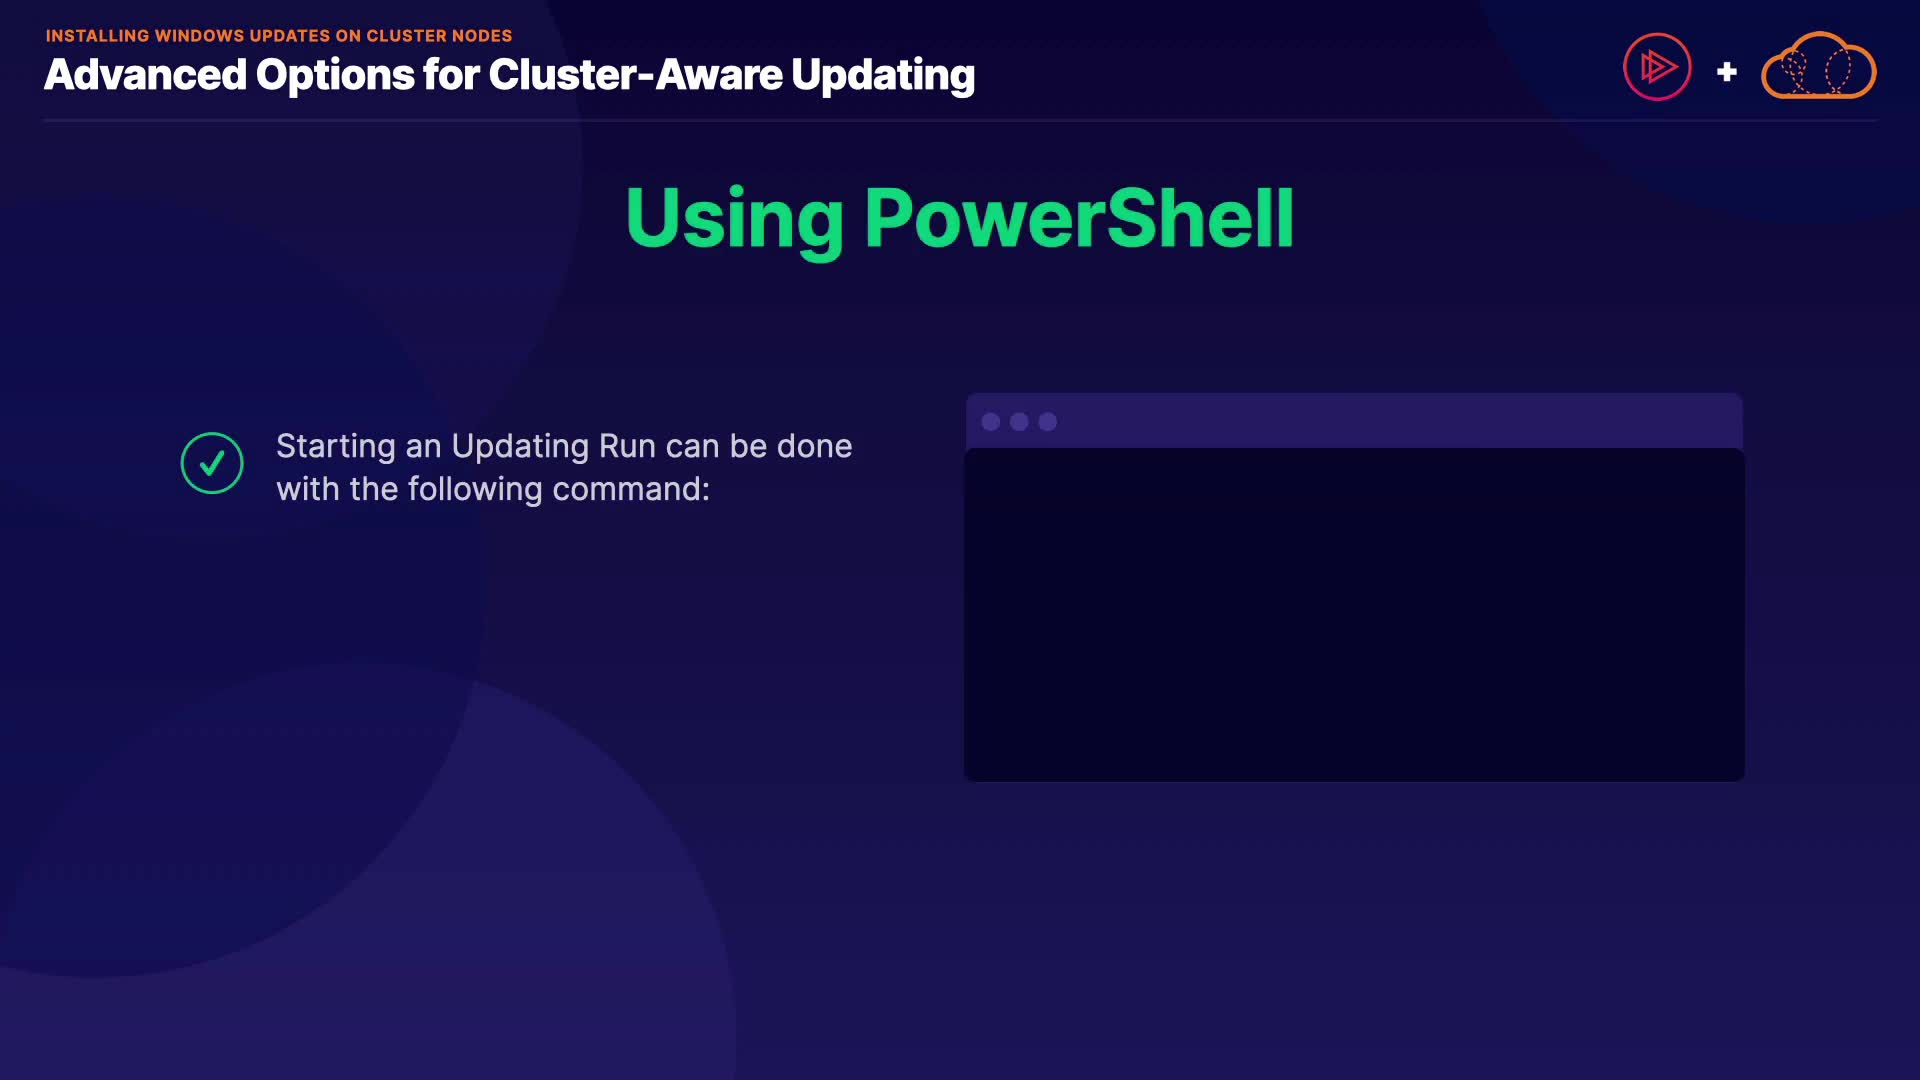 INSTALLING WINDOWS UPDATES ON CLUSTER NODES
Advanced Options for Cluster-Aware Updating
+
Using PowerShell
Starting an Updating Run can be done
with the following command: